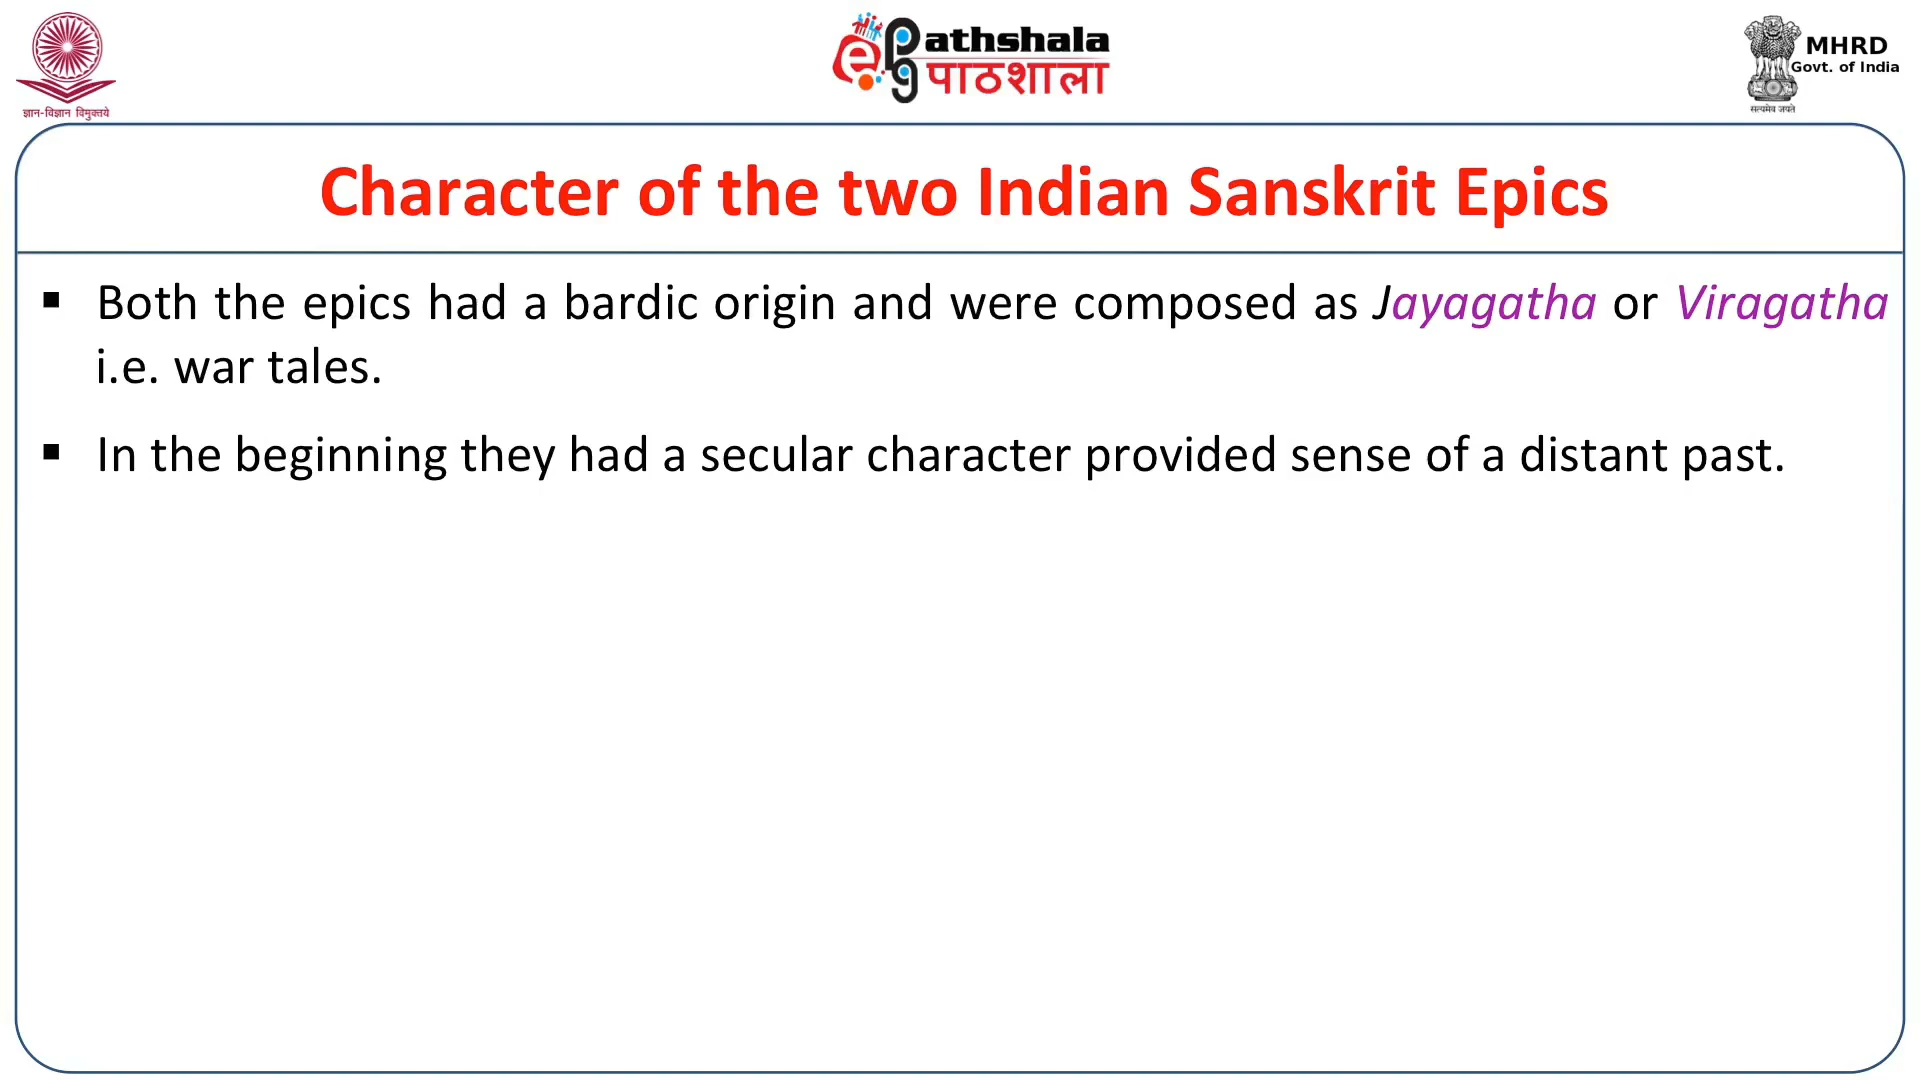 ज्ञान-विज्ञान विमुक्तये
ePathshala
पाठशाला
pg
MHRD
Govt. of India
सत्यमेव जयते
Character of the two Indian Sanskrit Epics
▪ Both the epics had a bardic origin and were composed as Jayagatha or Viragatha
i.e. war tales.
▪ In the beginning they had a secular character provided sense of a distant past.